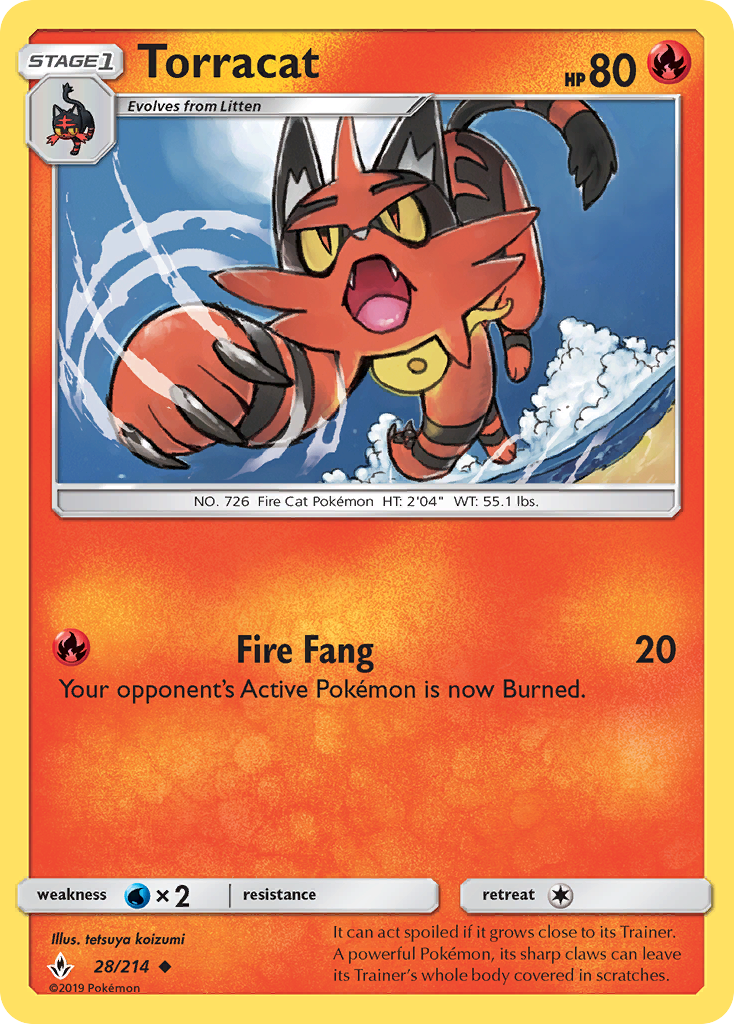 STAGE1
Torracat
HP80
Evolves from Litten
NO. 726 Fire Cat Pokémon HT: 2'04" WT: 55.1 lbs.
Fire Fang 20
Your opponent's Active Pokémon is now Burned.
weakness ×2 resistance retreat
Illus. tetsuya koizumi
28/214
©2019 Pokémon
It can act spoiled if it grows close to its Trainer.
A powerful Pokémon, its sharp claws can leave
its Trainer's whole body covered in scratches.